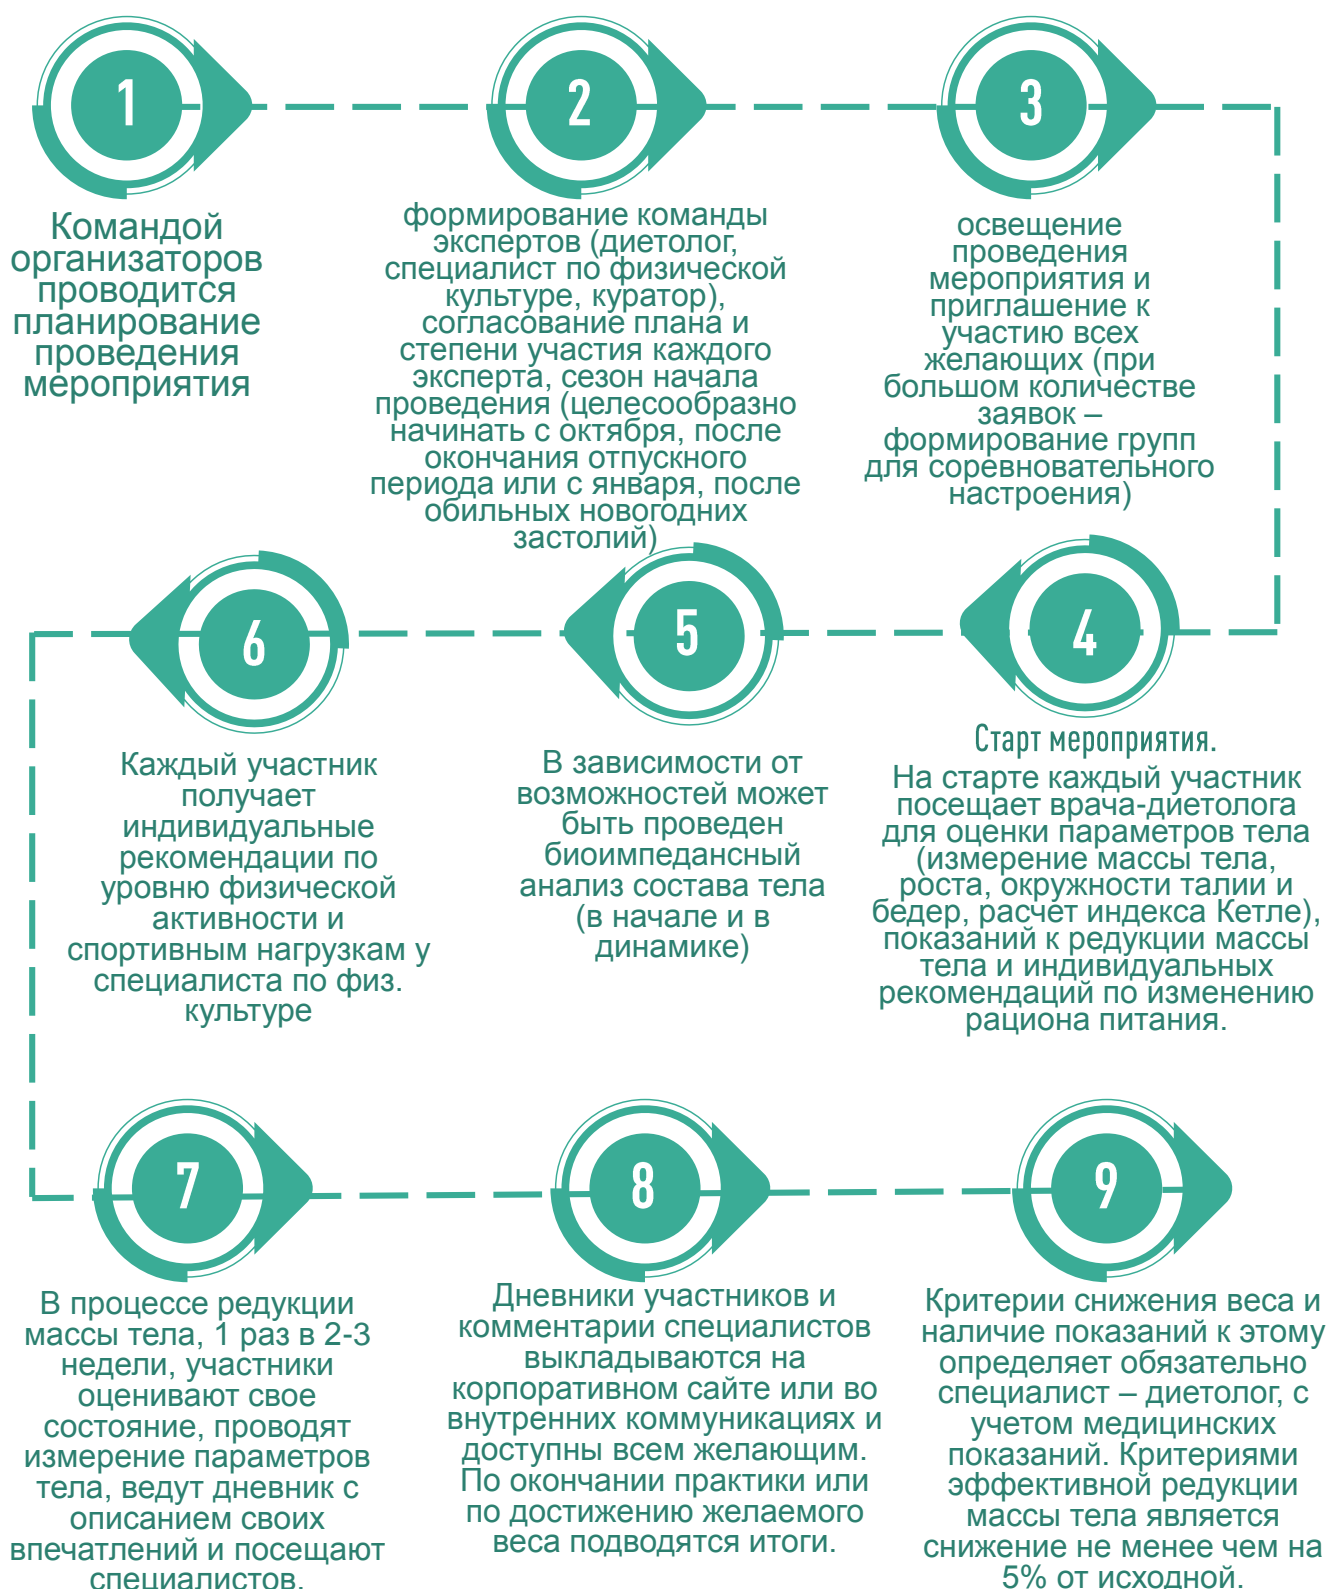 1
Командой
организаторов
проводится
планирование
проведения
мероприятия
2
формирование команды
экспертов (диетолог,
специалист по физической
культуре, куратор),
согласование плана и
степени участия каждого
эксперта, сезон начала
проведения (целесообразно
начинать с октября, после
окончания отпускного
периода или с января, после
обильных новогодних
застолий)
3
освещение
проведения
мероприятия и
приглашение к
участию всех
желающих (при
большом количестве
заявок –
формирование групп
для соревновательного
настроения)
4
Старт мероприятия.
На старте каждый участник
посещает врача-диетолога
для оценки параметров тела
(измерение массы тела,
роста, окружности талии и
бедер, расчет индекса Кетле),
показаний к редукции массы
тела и индивидуальных
рекомендаций по изменению
рациона питания.
5
В зависимости от
возможностей может
быть проведен
биоимпедансный
анализ состава тела
(в начале и в
динамике)
6
Каждый участник
получает
индивидуальные
рекомендации по
уровню физической
активности и
спортивным нагрузкам у
специалиста по физ.
культуре
7
В процессе редукции
массы тела, 1 раз в 2-3
недели, участники
оценивают свое
состояние, проводят
измерение параметров
тела, ведут дневник с
описанием своих
впечатлений и посещают
специалистов.
8
Дневники участников и
комментарии специалистов
выкладываются на
корпоративном сайте или во
внутренних коммуникациях и
доступны всем желающим.
По окончании практики или
по достижению желаемого
веса подводятся итоги.
9
Критерии снижения веса и
наличие показаний к этому
определяет обязательно
специалист – диетолог, с
учетом медицинских
показаний. Критериями
эффективной редукции
массы тела является
снижение не менее чем на
5% от исходной.